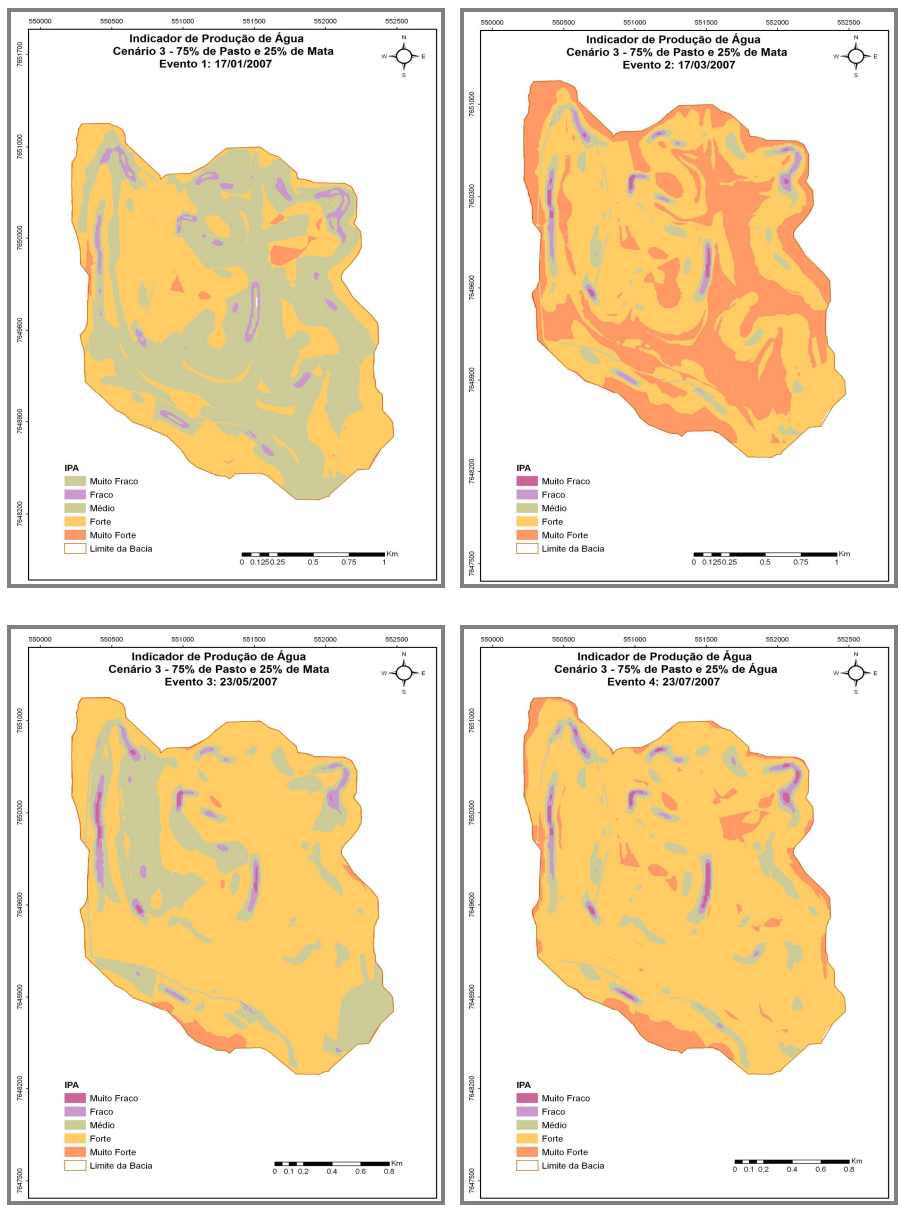 550000 550500 551000 551500 552000 552500
Indicador de Produção de Água
Cenário 3 - 75% de Pasto e 25% de Mata
Evento 1: 17/01/2007
N
W E
S
7651700
7651000
7650300
7649600
7648900
7648200
IPA
Muito Fraco
Fraco
Médio
Forte
Muito Forte
Limite da Bacia
Km
0 0.1250.25 0.5 0.75 1
550000 550500 551000 551500 552000 552500
Indicador de Produção de Água
Cenário 3 - 75% de Pasto e 25% de Mata
Evento 2: 17/03/2007
N
W E
S
7651000
7650300
7649600
7648900
7648200
7647500
IPA
Muito Fraco
Fraco
Médio
Forte
Muito Forte
Limite da Bacia
Km
0 0.1250.25 0.5 0.75 1
550000 550500 551000 551500 552000 552500
Indicador de Produção de Água
Cenário 3 - 75% de Pasto e 25% de Mata
Evento 3: 23/05/2007
N
W E
S
7651000
7650300
7649600
7648900
7648200
7647500
IPA
Muito Fraco
Fraco
Médio
Forte
Muito Forte
Limite da Bacia
Km
0 0.1 0.2 0.4 0.6 0.8
550000 550500 551000 551500 552000 552500
Indicador de Produção de Água
Cenário 3 - 75% de Pasto e 25% de Água
Evento 4: 23/07/2007
N
W E
S
7651000
7650300
7649600
7648900
7648200
7647500
IPA
Muito Fraco
Fraco
Médio
Forte
Muito Forte
Limite da Bacia
Km
0 0.1 0.2 0.4 0.6 0.8